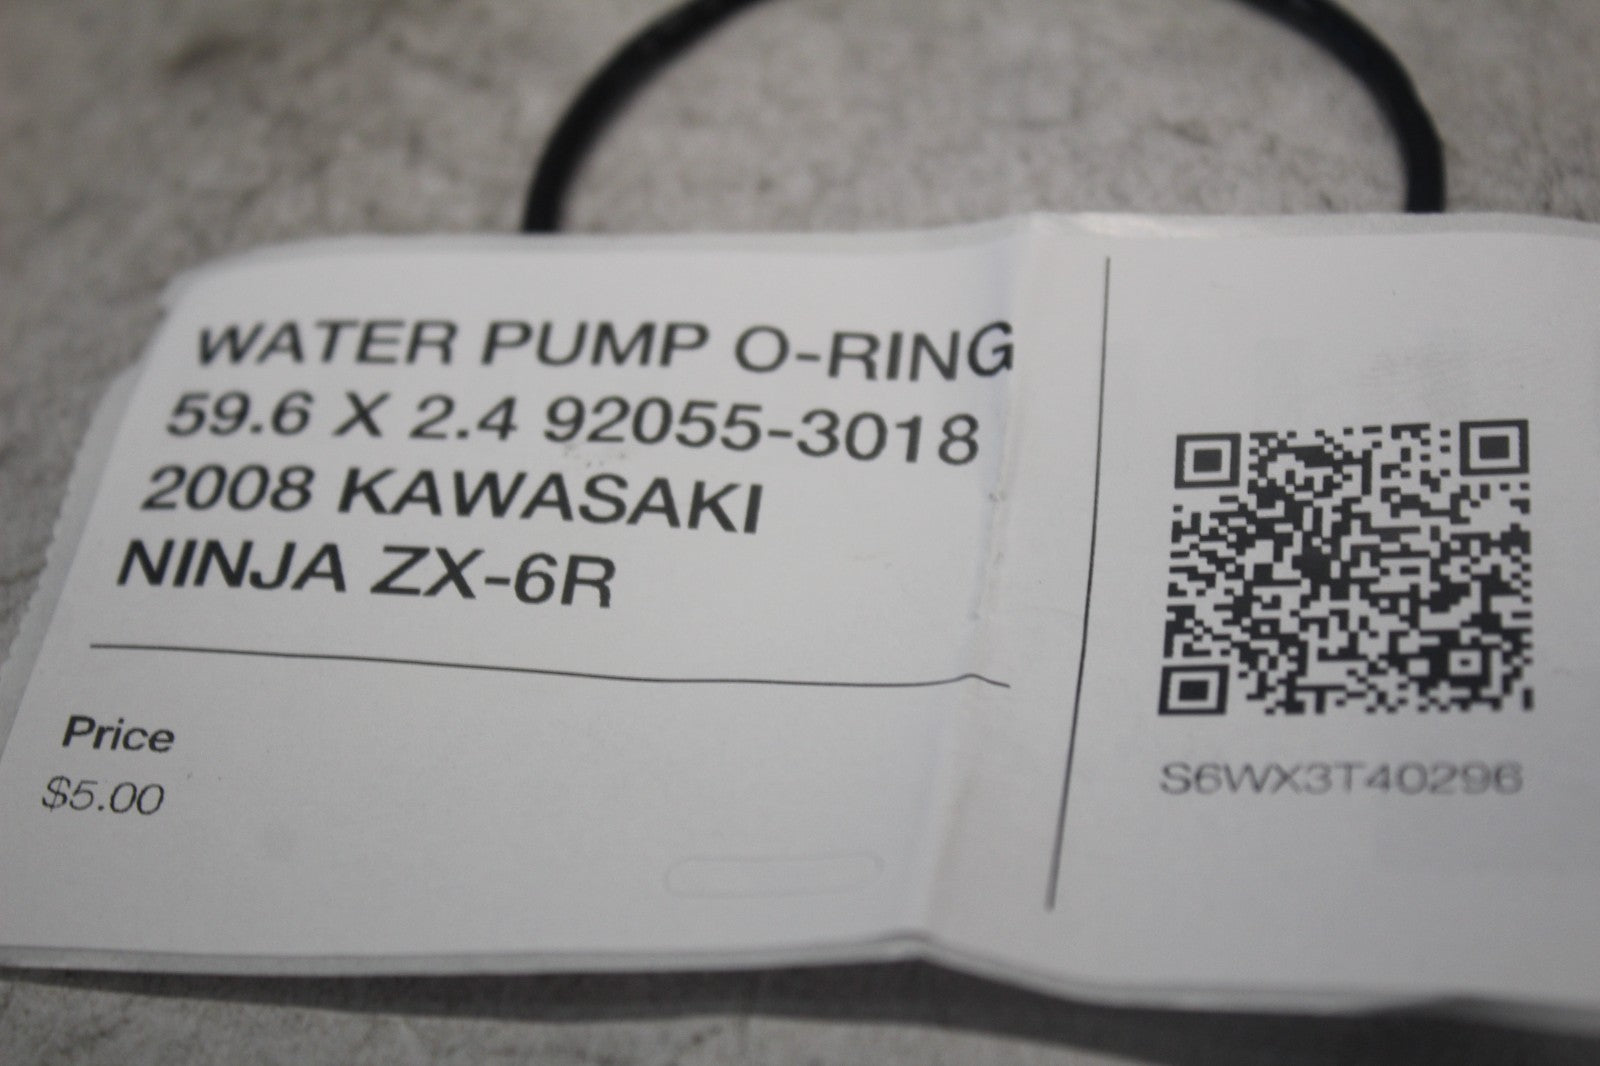 WATER PUMP O-RING
59.6 X 2.4 92055-3018
2008 KAWASAKI
NINJA ZX-6R
Price
$5.00
S6WX3T40296